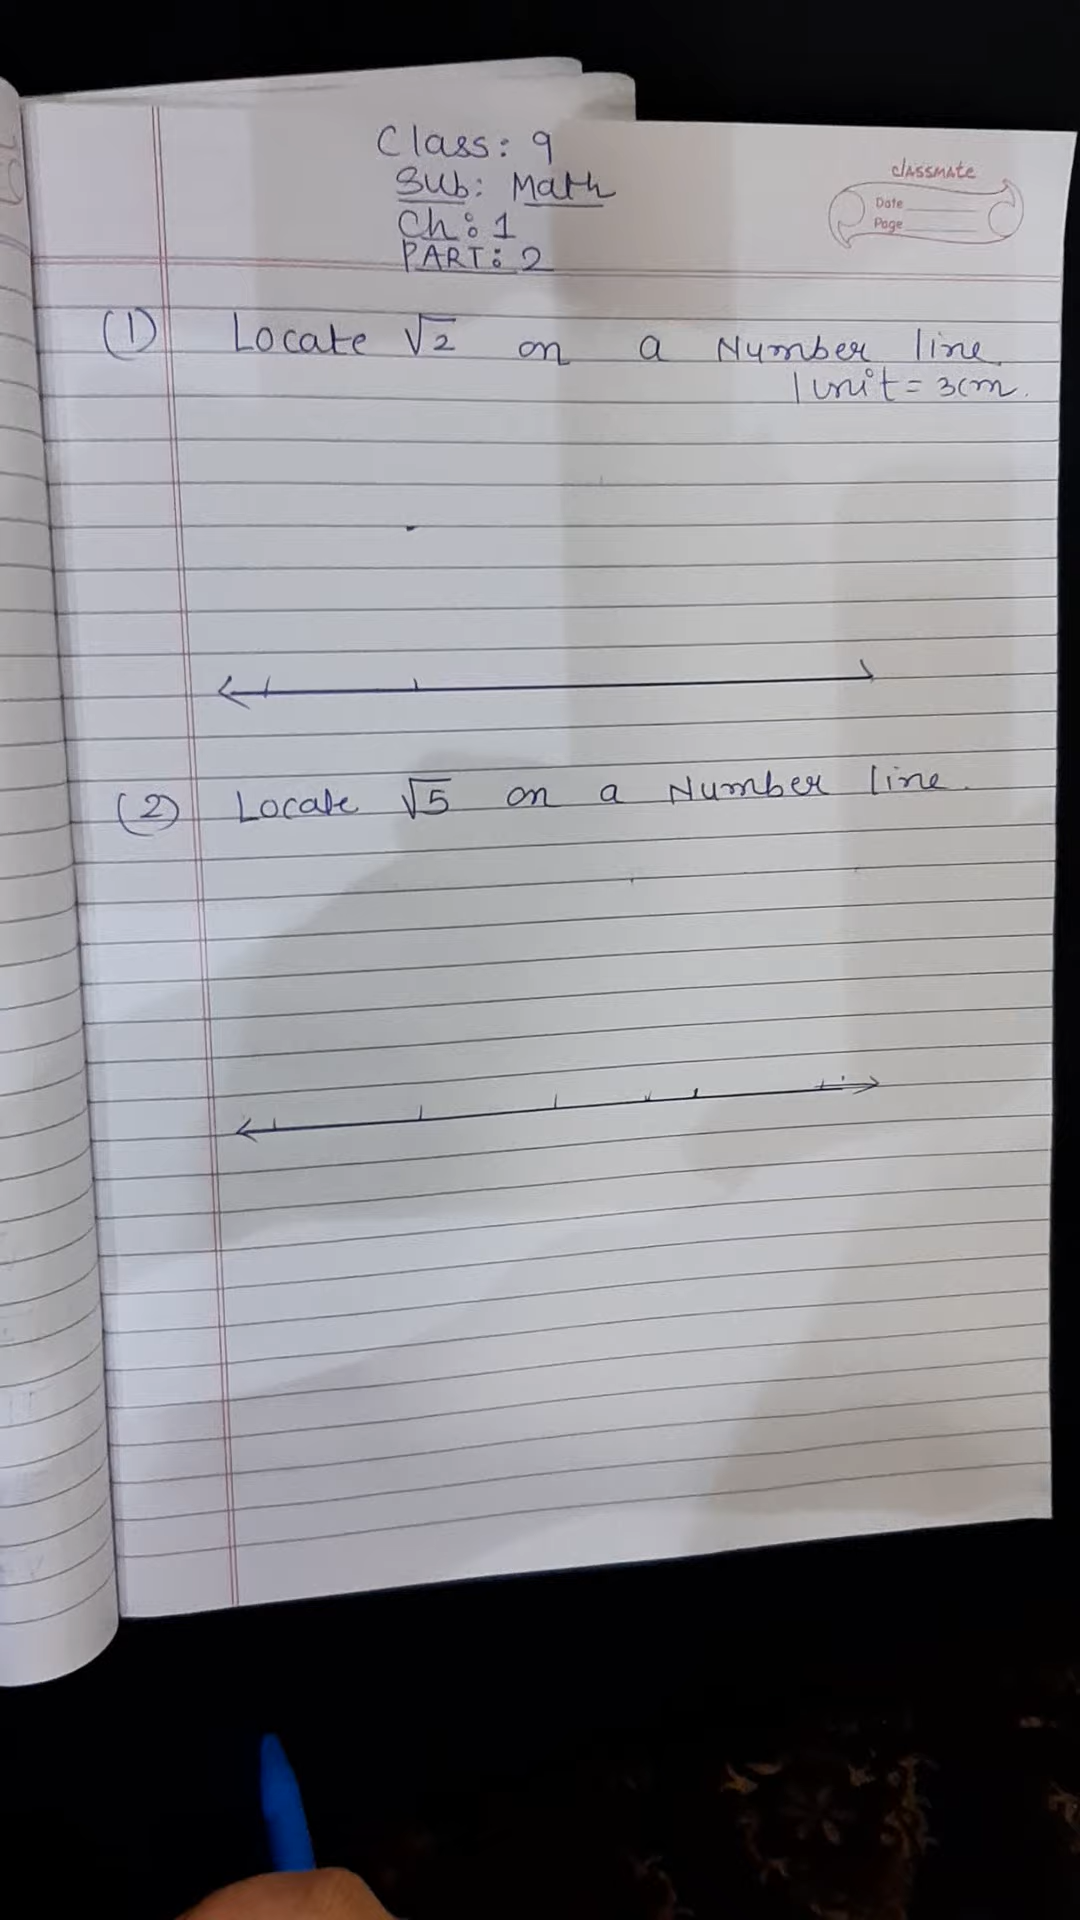 Class: 9
Sub: Math
Ch: 1
PART: 2
classmate
Date
Page
(1) Locate √2 on a Number line.
1 unit = 3cm.
(2) Locate √5 on a Number line.